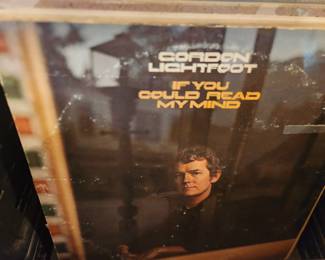 GORDON
LIGHTFOOT
IF YOU
COULD READ
MY MIND